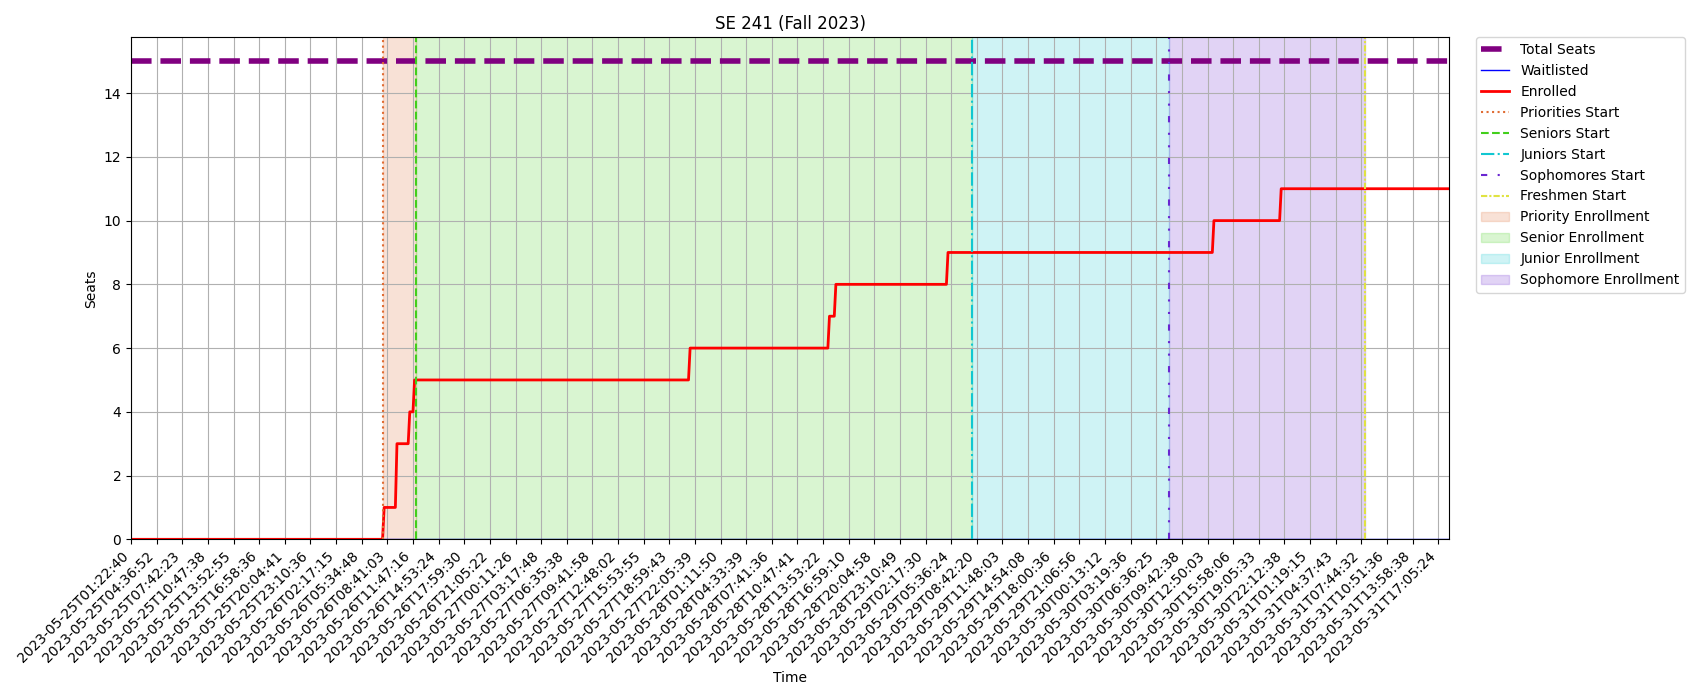 SE 241 (Fall 2023)
Total Seats
Waitlisted
Enrolled
Priorities Start
Seniors Start
Juniors Start
Sophomores Start
Freshmen Start
Priority Enrollment
Senior Enrollment
Junior Enrollment
Sophomore Enrollment
Seats
14
12
10
8
6
4
2
0
2023-05-25T01:22:40
2023-05-25T04:36:52
2023-05-25T07:42:23
2023-05-25T10:47:38
2023-05-25T13:52:55
2023-05-25T16:58:36
2023-05-25T20:04:41
2023-05-25T23:10:36
2023-05-26T02:17:15
2023-05-26T05:34:48
2023-05-26T08:41:03
2023-05-26T11:47:16
2023-05-26T14:53:24
2023-05-26T17:59:30
2023-05-26T21:05:22
2023-05-27T00:11:26
2023-05-27T03:17:48
2023-05-27T06:35:38
2023-05-27T09:41:58
2023-05-27T12:48:02
2023-05-27T15:53:55
2023-05-27T18:59:43
2023-05-27T22:05:39
2023-05-28T01:11:50
2023-05-28T04:33:39
2023-05-28T07:41:36
2023-05-28T10:47:41
2023-05-28T13:53:22
2023-05-28T16:59:10
2023-05-28T20:04:58
2023-05-28T23:10:49
2023-05-29T02:17:30
2023-05-29T05:36:24
2023-05-29T08:42:20
2023-05-29T11:48:03
2023-05-29T14:54:08
2023-05-29T18:00:36
2023-05-29T21:06:56
2023-05-30T00:13:12
2023-05-30T03:19:36
2023-05-30T06:36:25
2023-05-30T09:42:38
2023-05-30T12:50:03
2023-05-30T15:58:06
2023-05-30T19:05:33
2023-05-30T22:12:38
2023-05-31T01:19:15
2023-05-31T04:37:43
2023-05-31T07:44:32
2023-05-31T10:51:36
2023-05-31T13:58:38
2023-05-31T17:05:24
Time